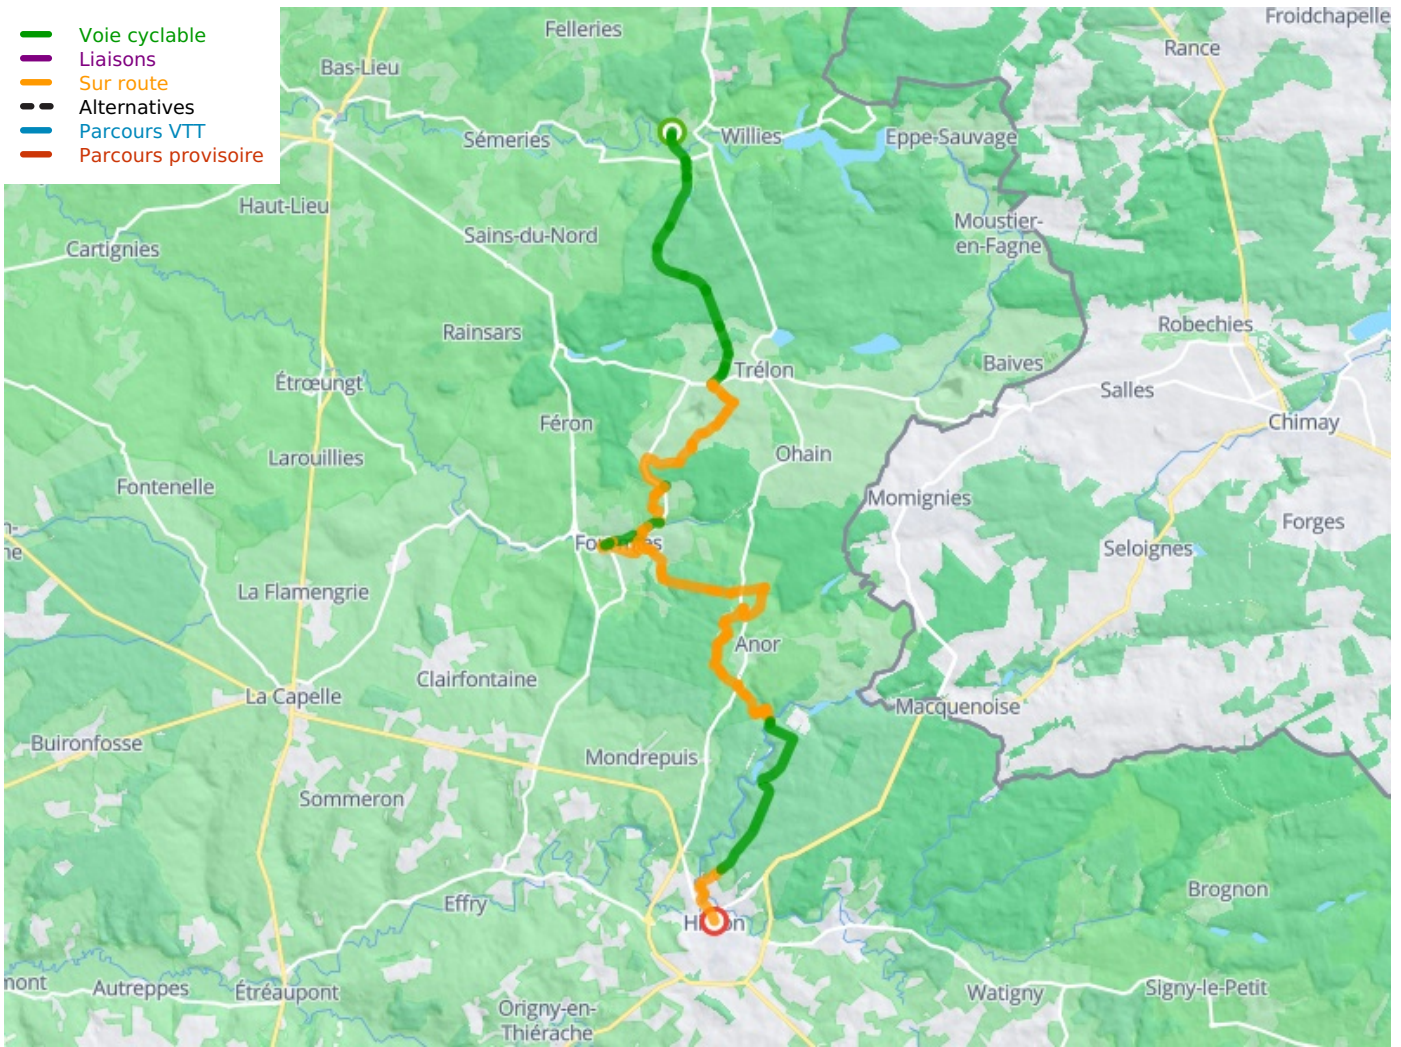 Voie cyclable
Liaisons
Sur route
Alternatives
Parcours VTT
Parcours provisoire
Froidchapelle
Felleries
Rance
Bas-Lieu
Sémeries
Willies
Eppe-Sauvage
Haut-Lieu
Moustier-
en-Fagne
Cartignies
Sains-du-Nord
Robechies
Rainsars
Baives
Trélon
Étrœungt
Salles
Féron
Chimay
Larouillies
Ohain
Fontenelle
Momignies
Forges
Seloignes
La Flamengrie
Anor
Clairfontaine
La Capelle
Macquenoise
Buironfosse
Mondrepuis
Sommeron
Brognon
Effry
Autreppes
Étréaupont
Watigny
Signy-le-Petit
Origny-en-
Thiérache